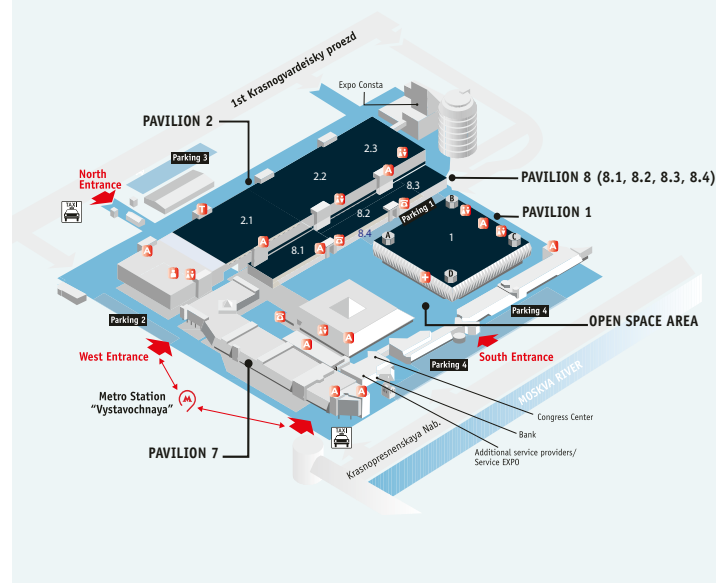 1st Krasnogvardeisky proezd
Expo Consta
PAVILION 2
Parking 3
North
Entrance
TAXI
2.3
2.2
2.1
T
A
A
A
A
8.3
8.2
8.1
8.4
Parking 1
PAVILION 8 (8.1, 8.2, 8.3, 8.4)
PAVILION 1
B
A
A
1
C
D
A
Parking 2
West Entrance
OPEN SPACE AREA
Parking 4
South Entrance
Parking 4
MOSKVA RIVER
A
A
A
A
Metro Station
"Vystavochnaya"
M
TAXI
PAVILION 7
Krasnopresnenskaya Nab.
Congress Center
Bank
Additional service providers/
Service EXPO